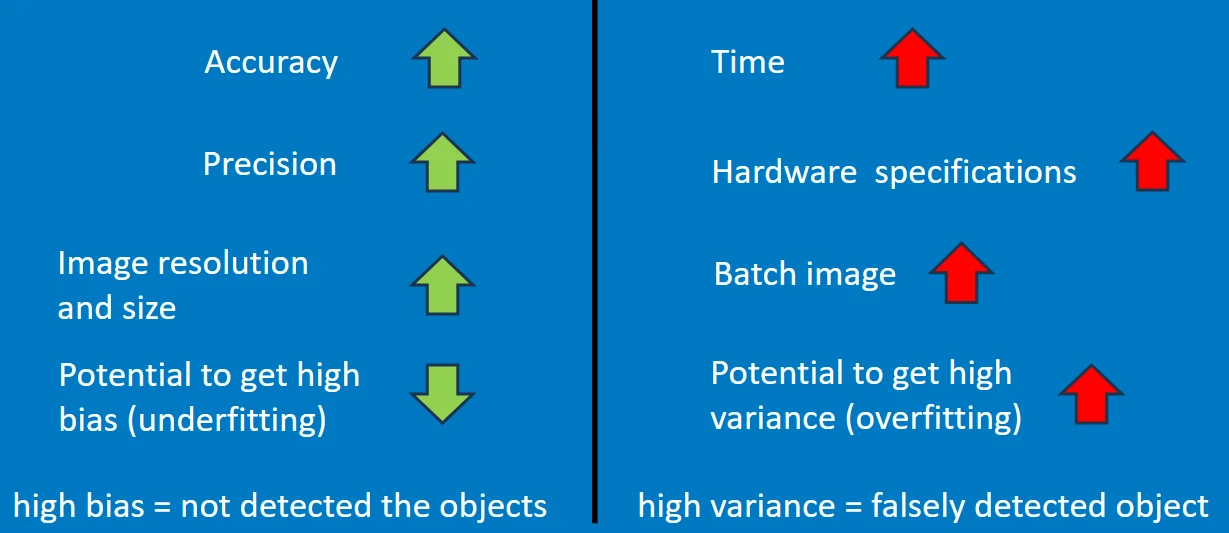 Accuracy
Precision
Image resolution
and size
Potential to get high
bias (underfitting)
high bias = not detected the objects
Time
Hardware  specifications
Batch image
Potential to get high
variance (overfitting)
high variance = falsely detected object